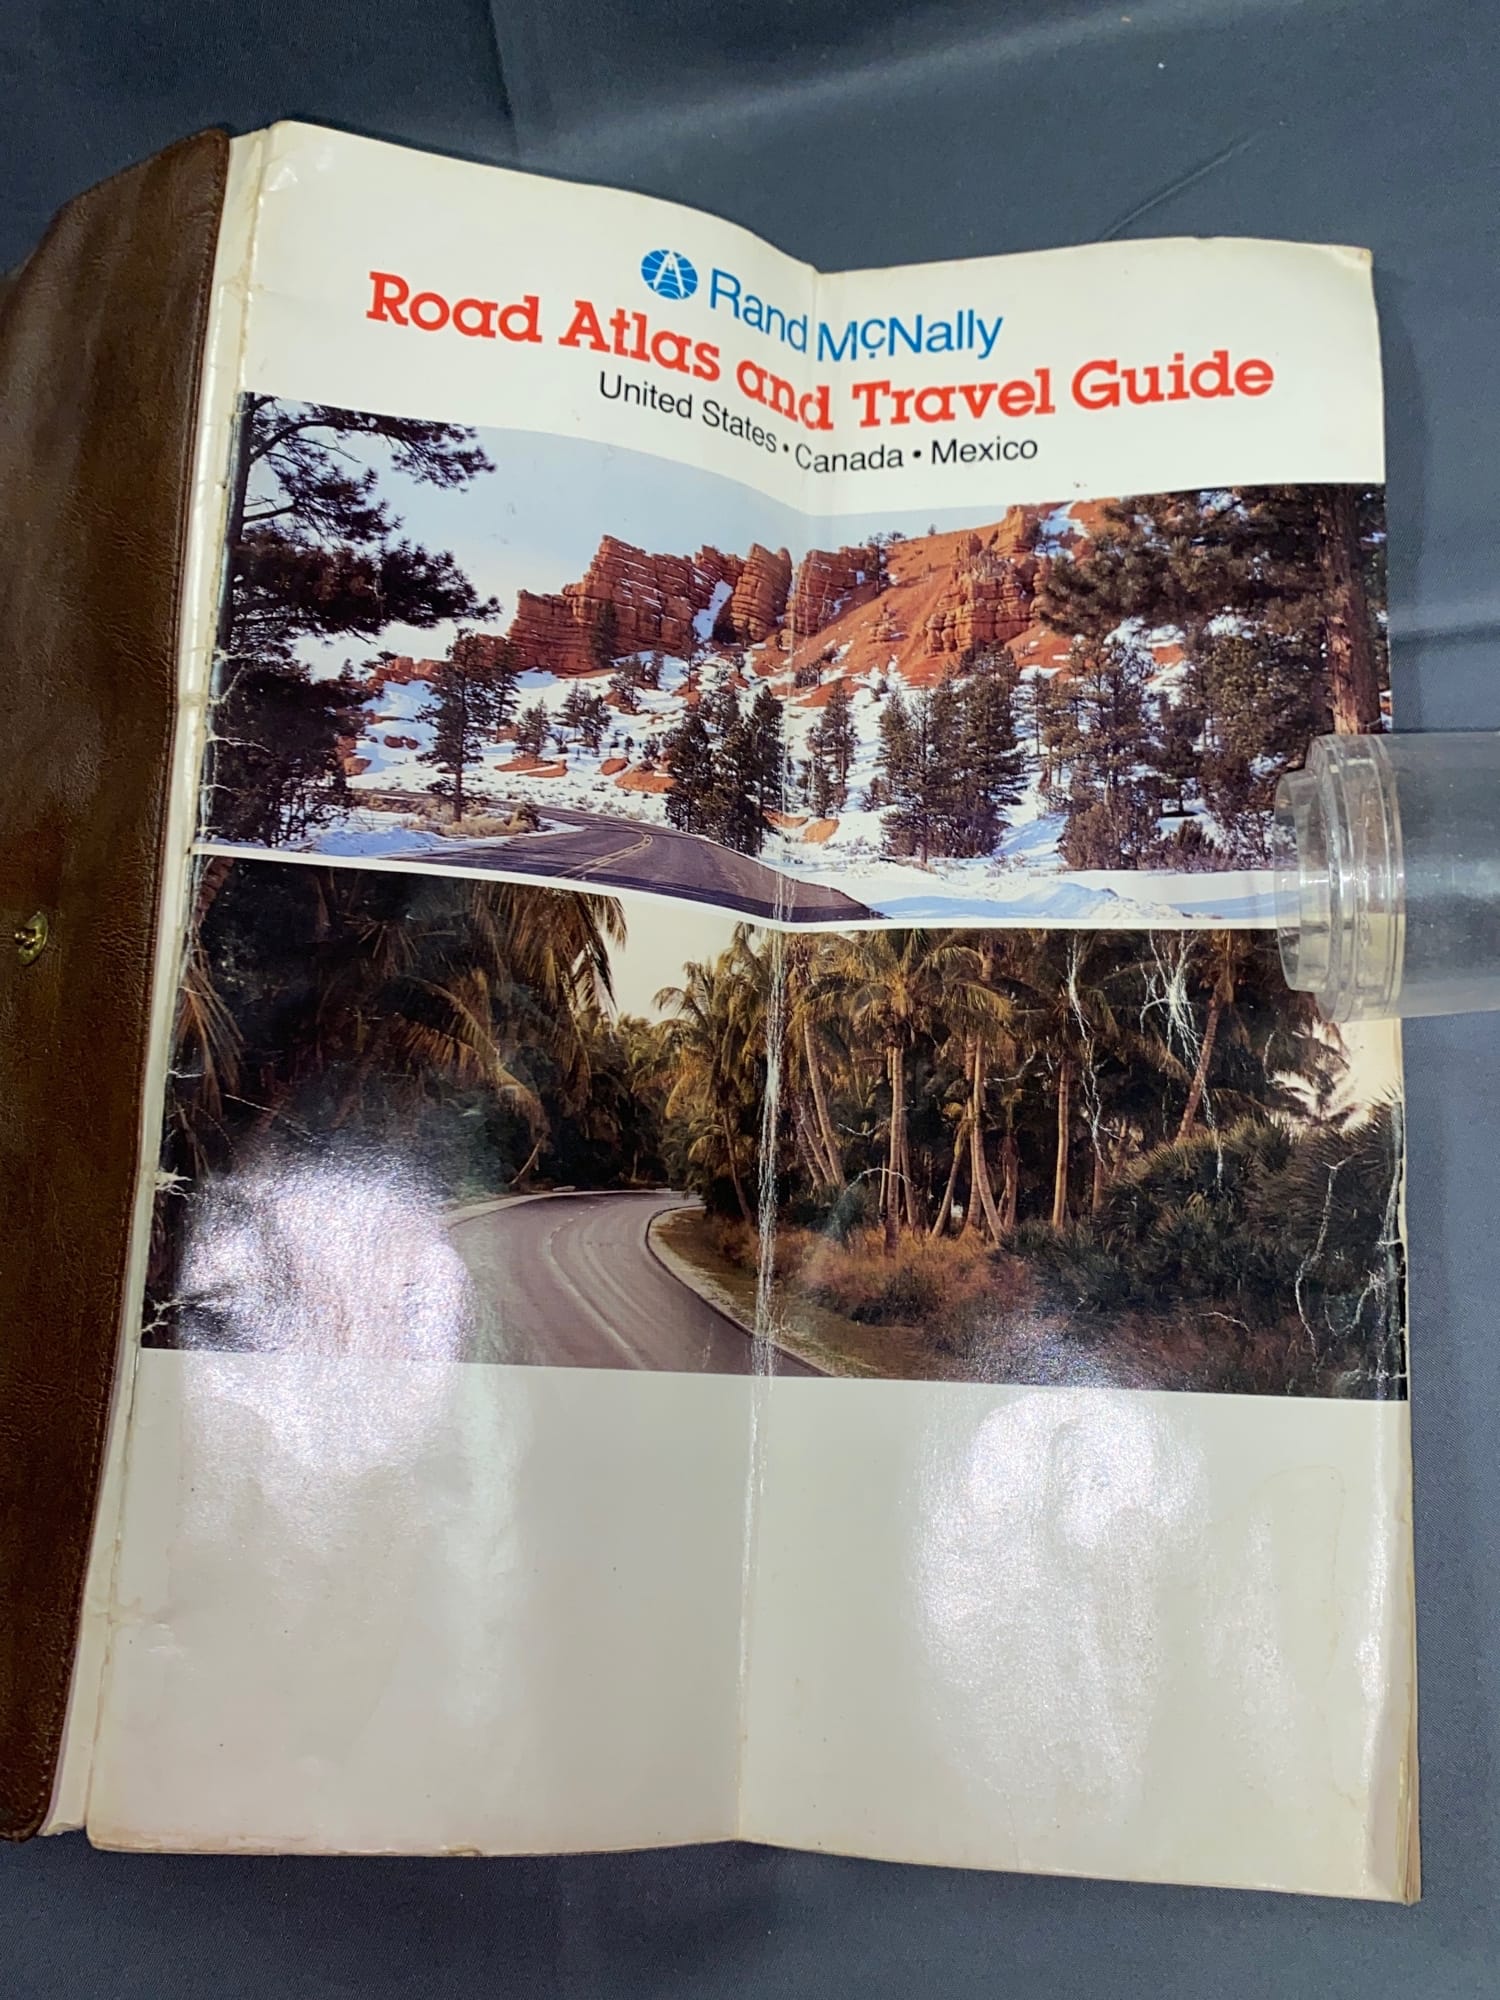 Rand McNally
Road Atlas and Travel Guide
United States • Canada • Mexico